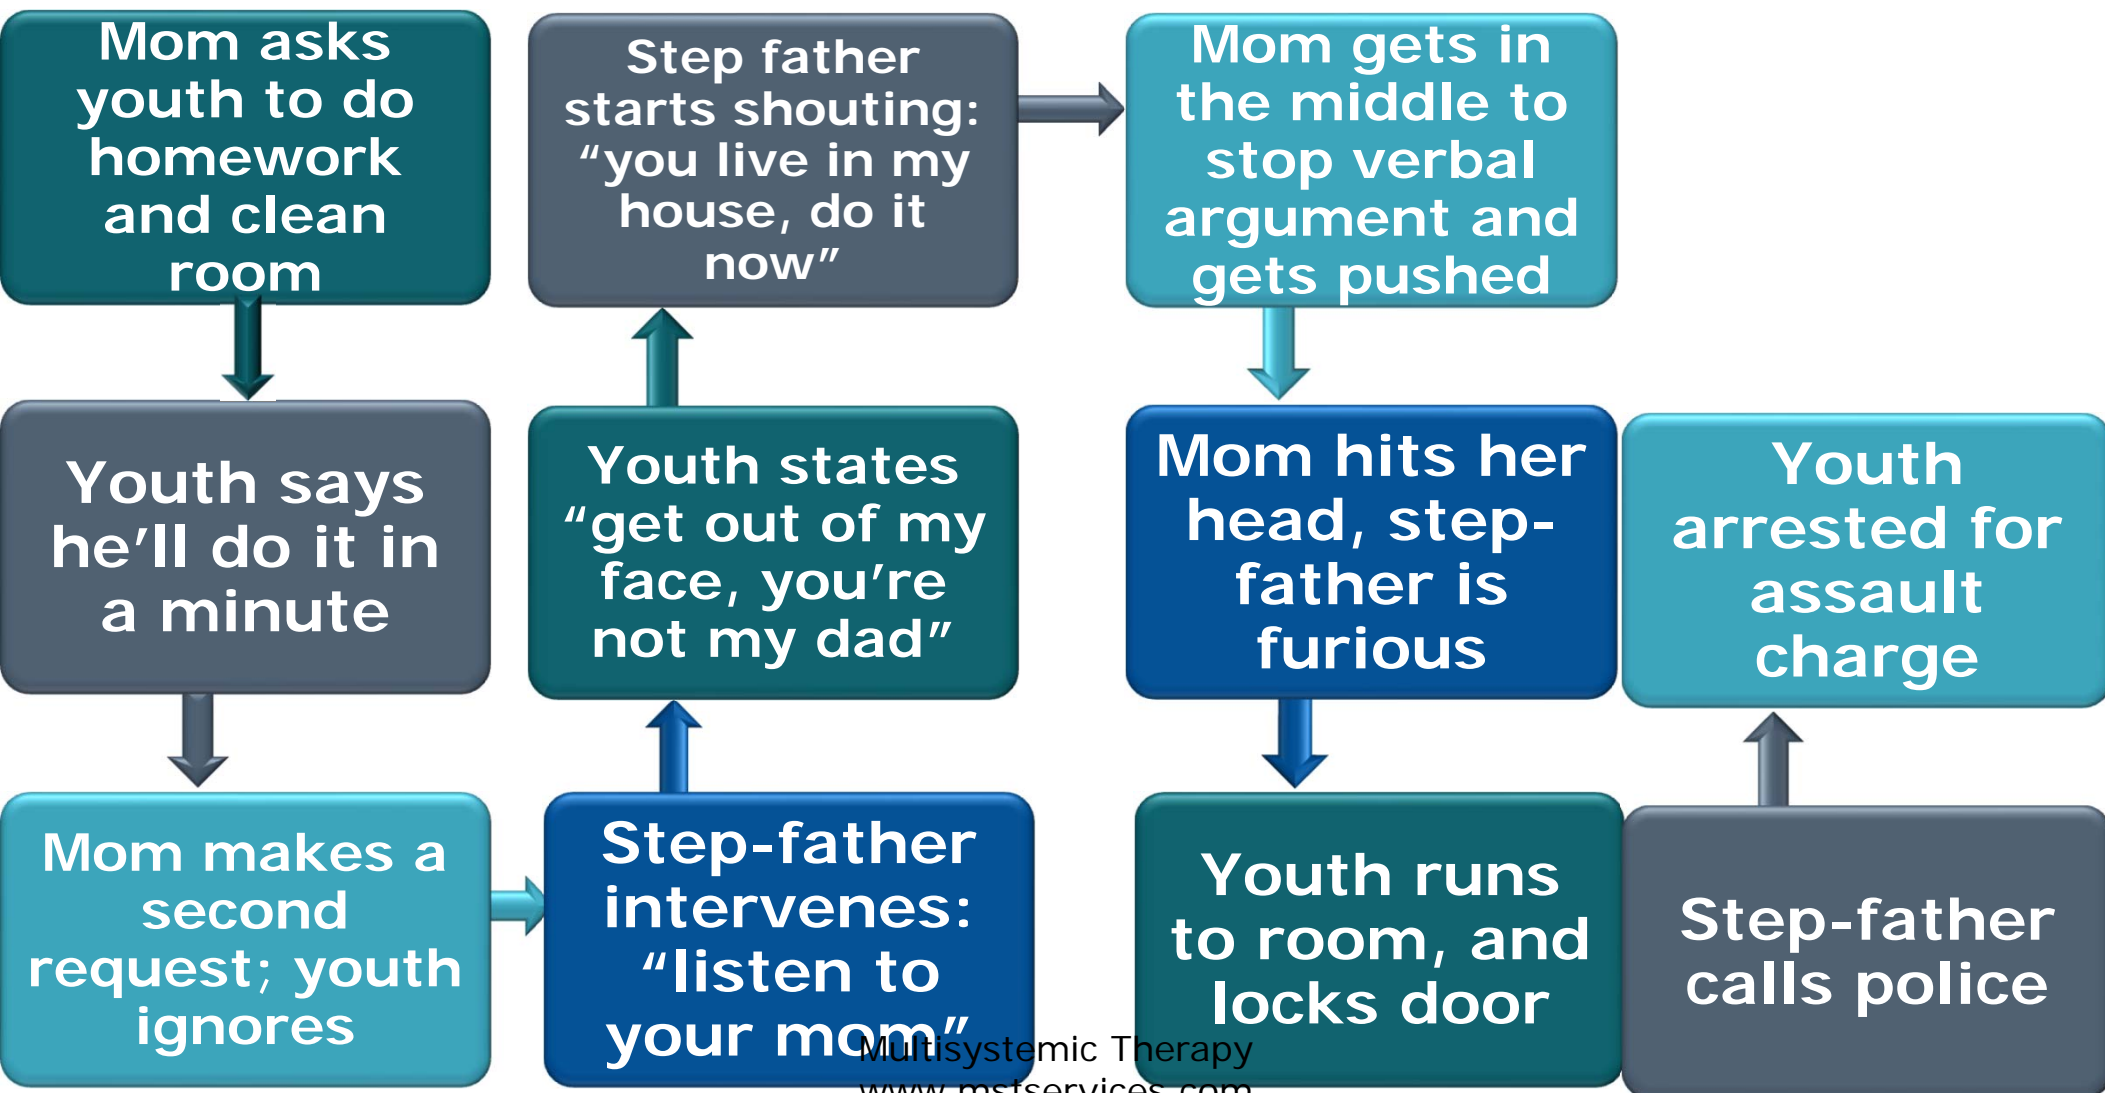 Mom asks
youth to do
homework
and clean
room
Youth says
he’ll do it in
a minute
Mom makes a
second
request; youth
ignores
Step-father
intervenes:
“listen to
your mom”
Youth states
“get out of my
face, you’re
not my dad”
Step father
starts shouting:
“you live in my
house, do it
now”
Mom gets in
the middle to
stop verbal
argument and
gets pushed
Mom hits her
head, step-
father is
furious
Youth runs
to room, and
locks door
Step-father
calls police
Youth
arrested for
assault
charge
Multisystemic Therapy
www.mstservices.com